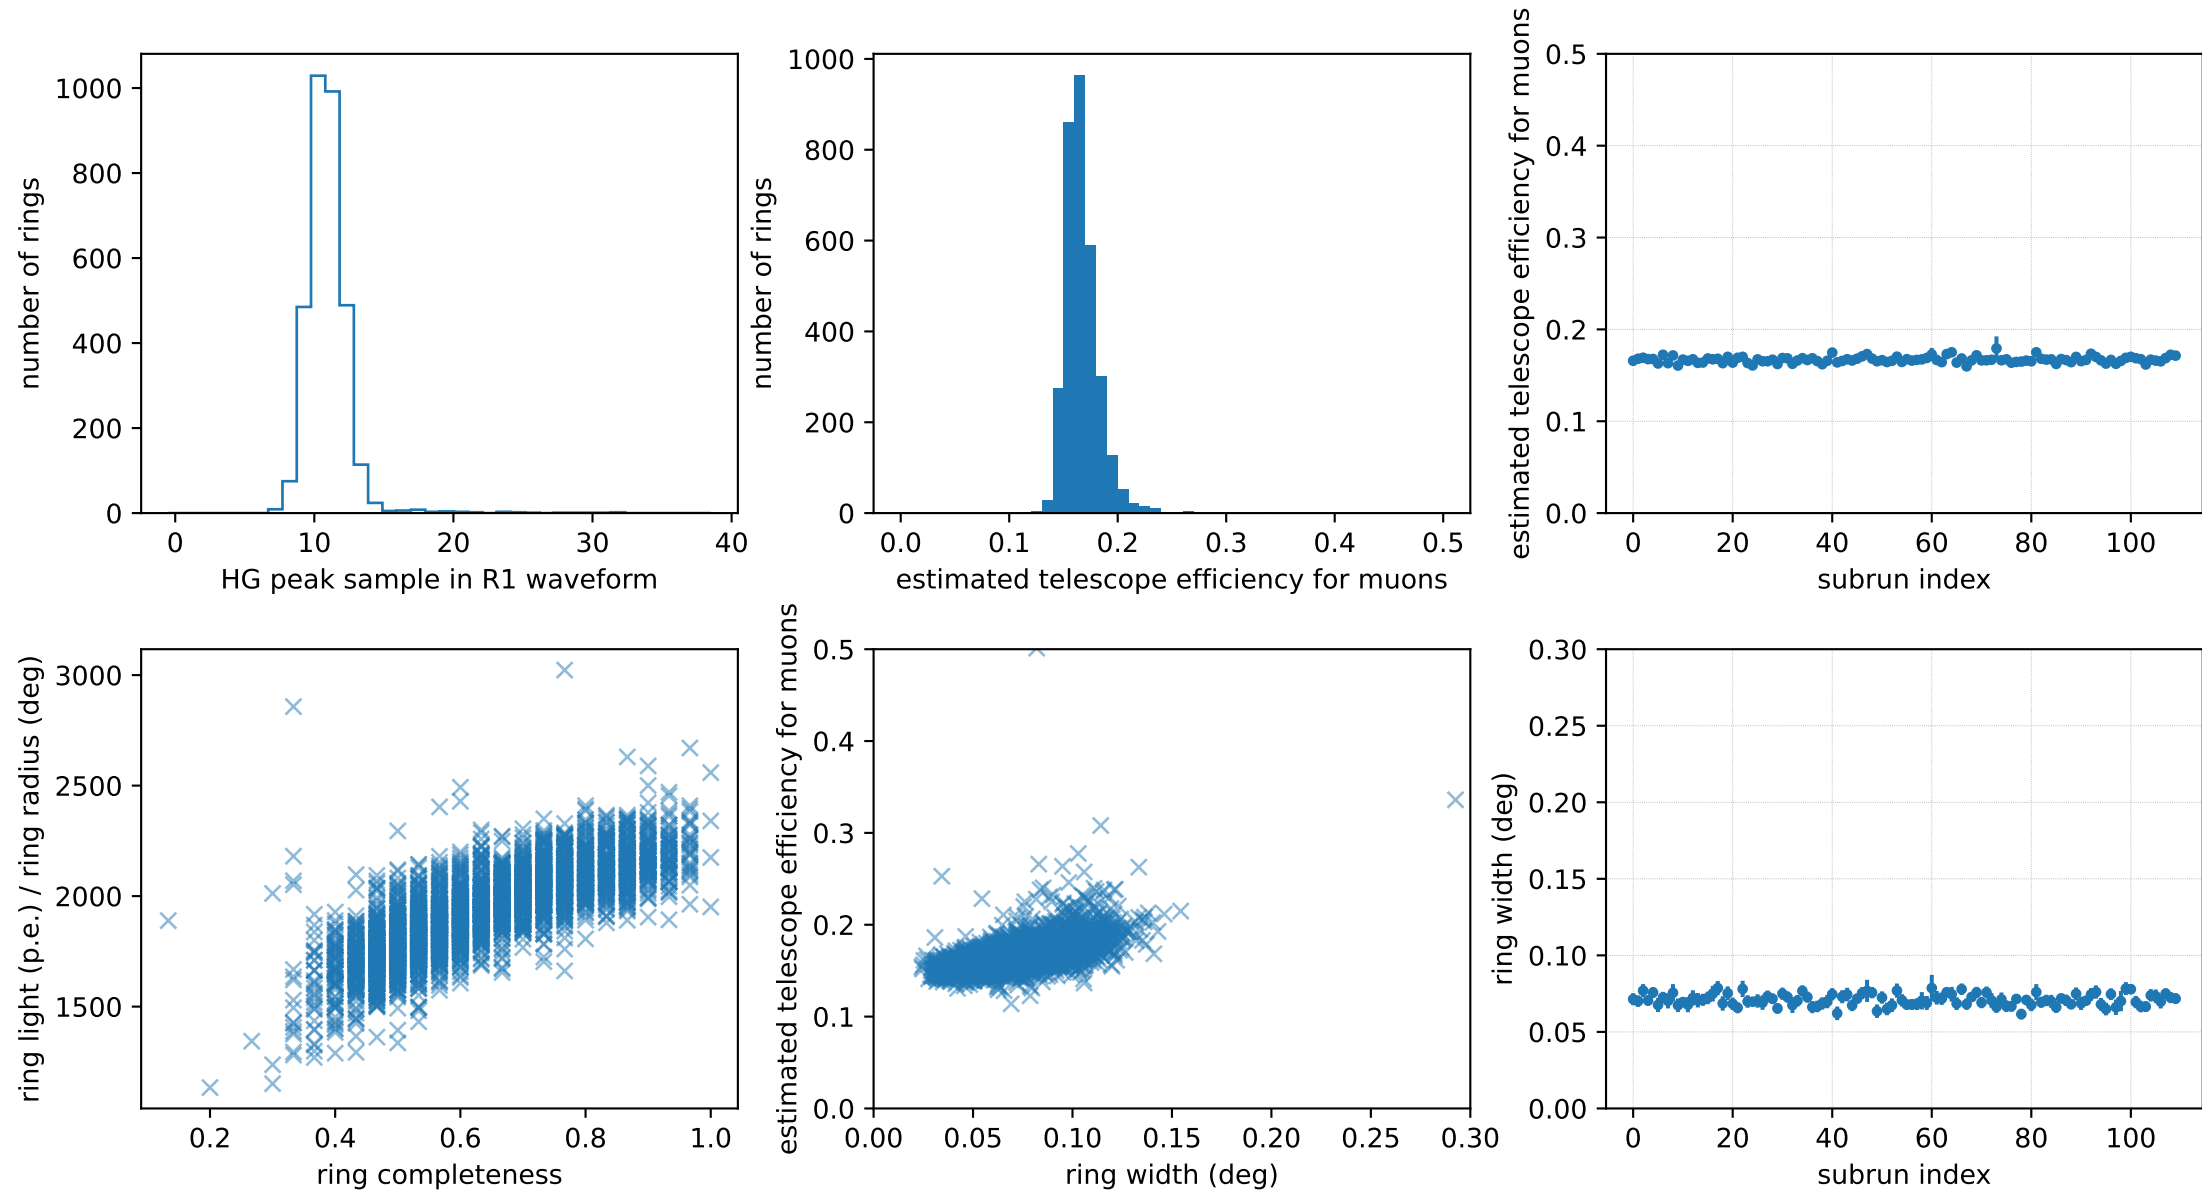 number of rings
1000
800
600
400
200
0
0 10 20 30 40
HG peak sample in R1 waveform
number of rings
1000
800
600
400
200
0
0.0 0.1 0.2 0.3 0.4 0.5
estimated telescope efficiency for muons
estimated telescope efficiency for muons
0.5
0.4
0.3
0.2
0.1
0.0
0 20 40 60 80 100
subrun index
ring light (p.e.) / ring radius (deg)
3000
2500
2000
1500
0.2 0.4 0.6 0.8 1.0
ring completeness
estimated telescope efficiency for muons
0.5
0.4
0.3
0.2
0.1
0.0
0.00 0.05 0.10 0.15 0.20 0.25 0.30
ring width (deg)
ring width (deg)
0.30
0.25
0.20
0.15
0.10
0.05
0.00
0 20 40 60 80 100
subrun index